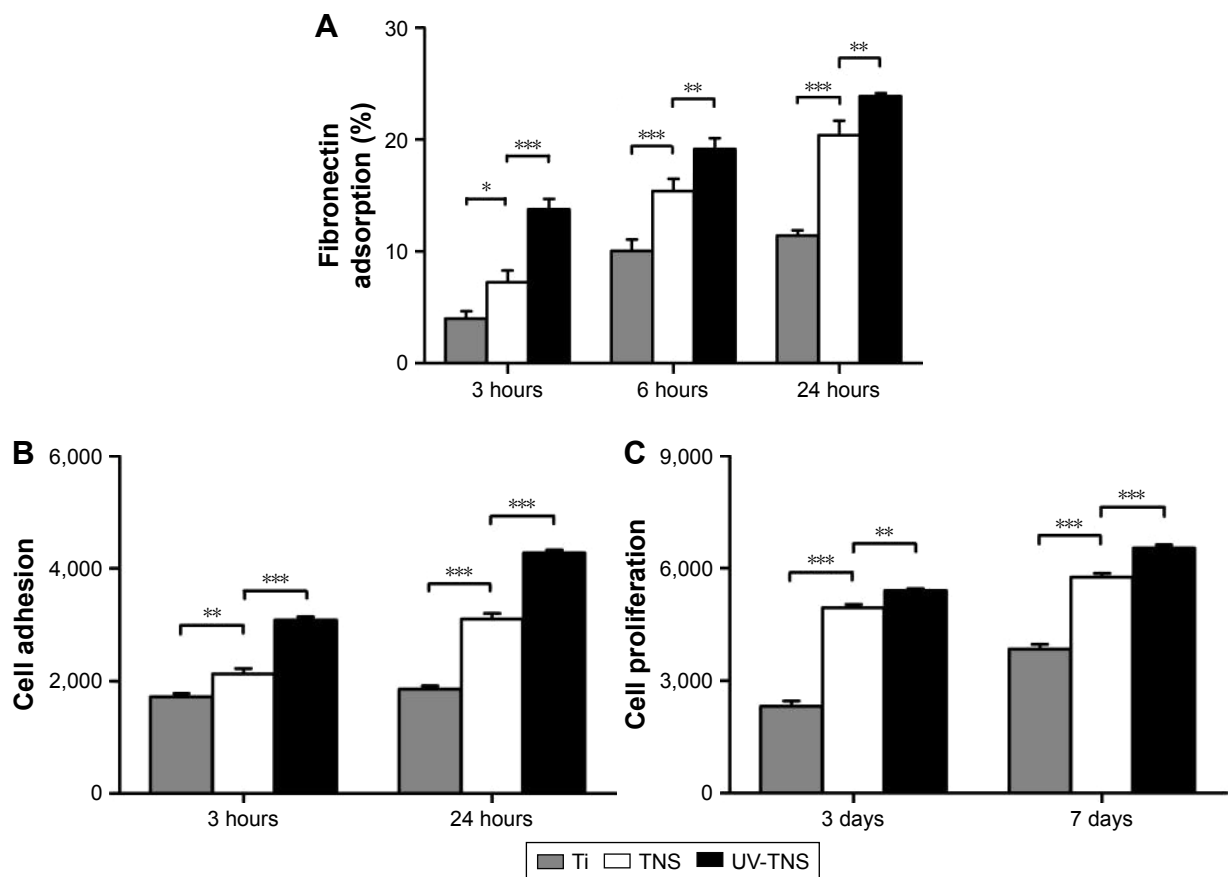 A
30
20
10
0
Fibronectin
adsorption (%)
*
***
***
**
***
**
3 hours
6 hours
24 hours
B
6,000
4,000
2,000
0
Cell adhesion
**
***
***
***
3 hours
24 hours
C
9,000
6,000
3,000
0
Cell proliferation
***
**
***
***
3 days
7 days
Ti TNS UV-TNS